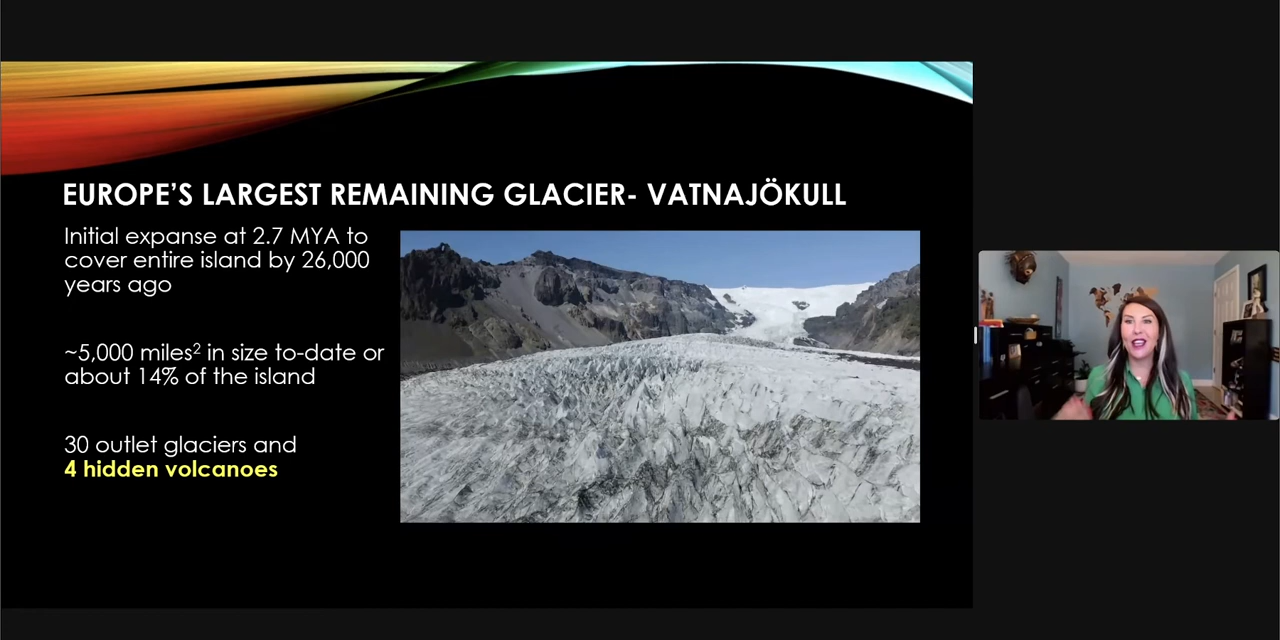 EUROPE’S LARGEST REMAINING GLACIER- VATNAJÖKULL
Initial expanse at 2.7 MYA to
cover entire island by 26,000
years ago
~5,000 miles² in size to-date or
about 14% of the island
30 outlet glaciers and
4 hidden volcanoes